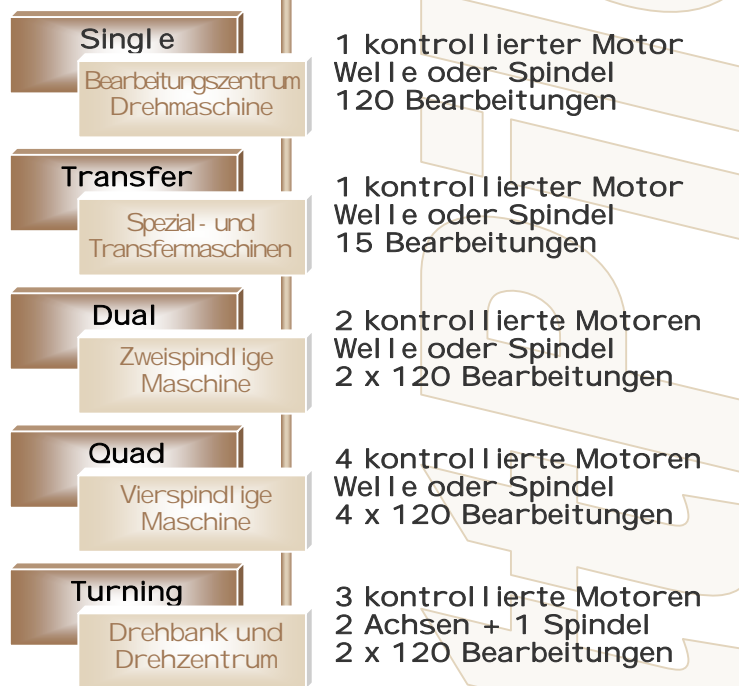 Single
Bearbeitungszentrum
Drehmaschine
1 kontrollierter Motor
Welle oder Spindel
120 Bearbeitungen
Transfer
Spezial- und
Transfermaschinen
1 kontrollierter Motor
Welle oder Spindel
15 Bearbeitungen
Dual
Zweispindlige
Maschine
2 kontrollierte Motoren
Welle oder Spindel
2 x 120 Bearbeitungen
Quad
Vierspindlige
Maschine
4 kontrollierte Motoren
Welle oder Spindel
4 x 120 Bearbeitungen
Turning
Drehbank und
Drehzentrum
3 kontrollierte Motoren
2 Achsen + 1 Spindel
2 x 120 Bearbeitungen